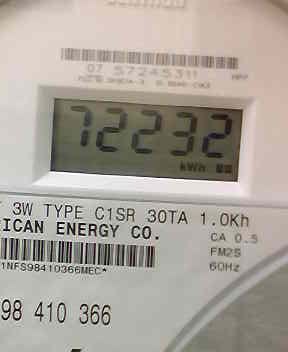 07 57245311
72232
kWh
3W TYPE C1SR 30TA 1.0Kh
ICAN ENERGY CO.
CA 0.5
FM2S
1NFS98410366MEC*
60Hz
98 410 366